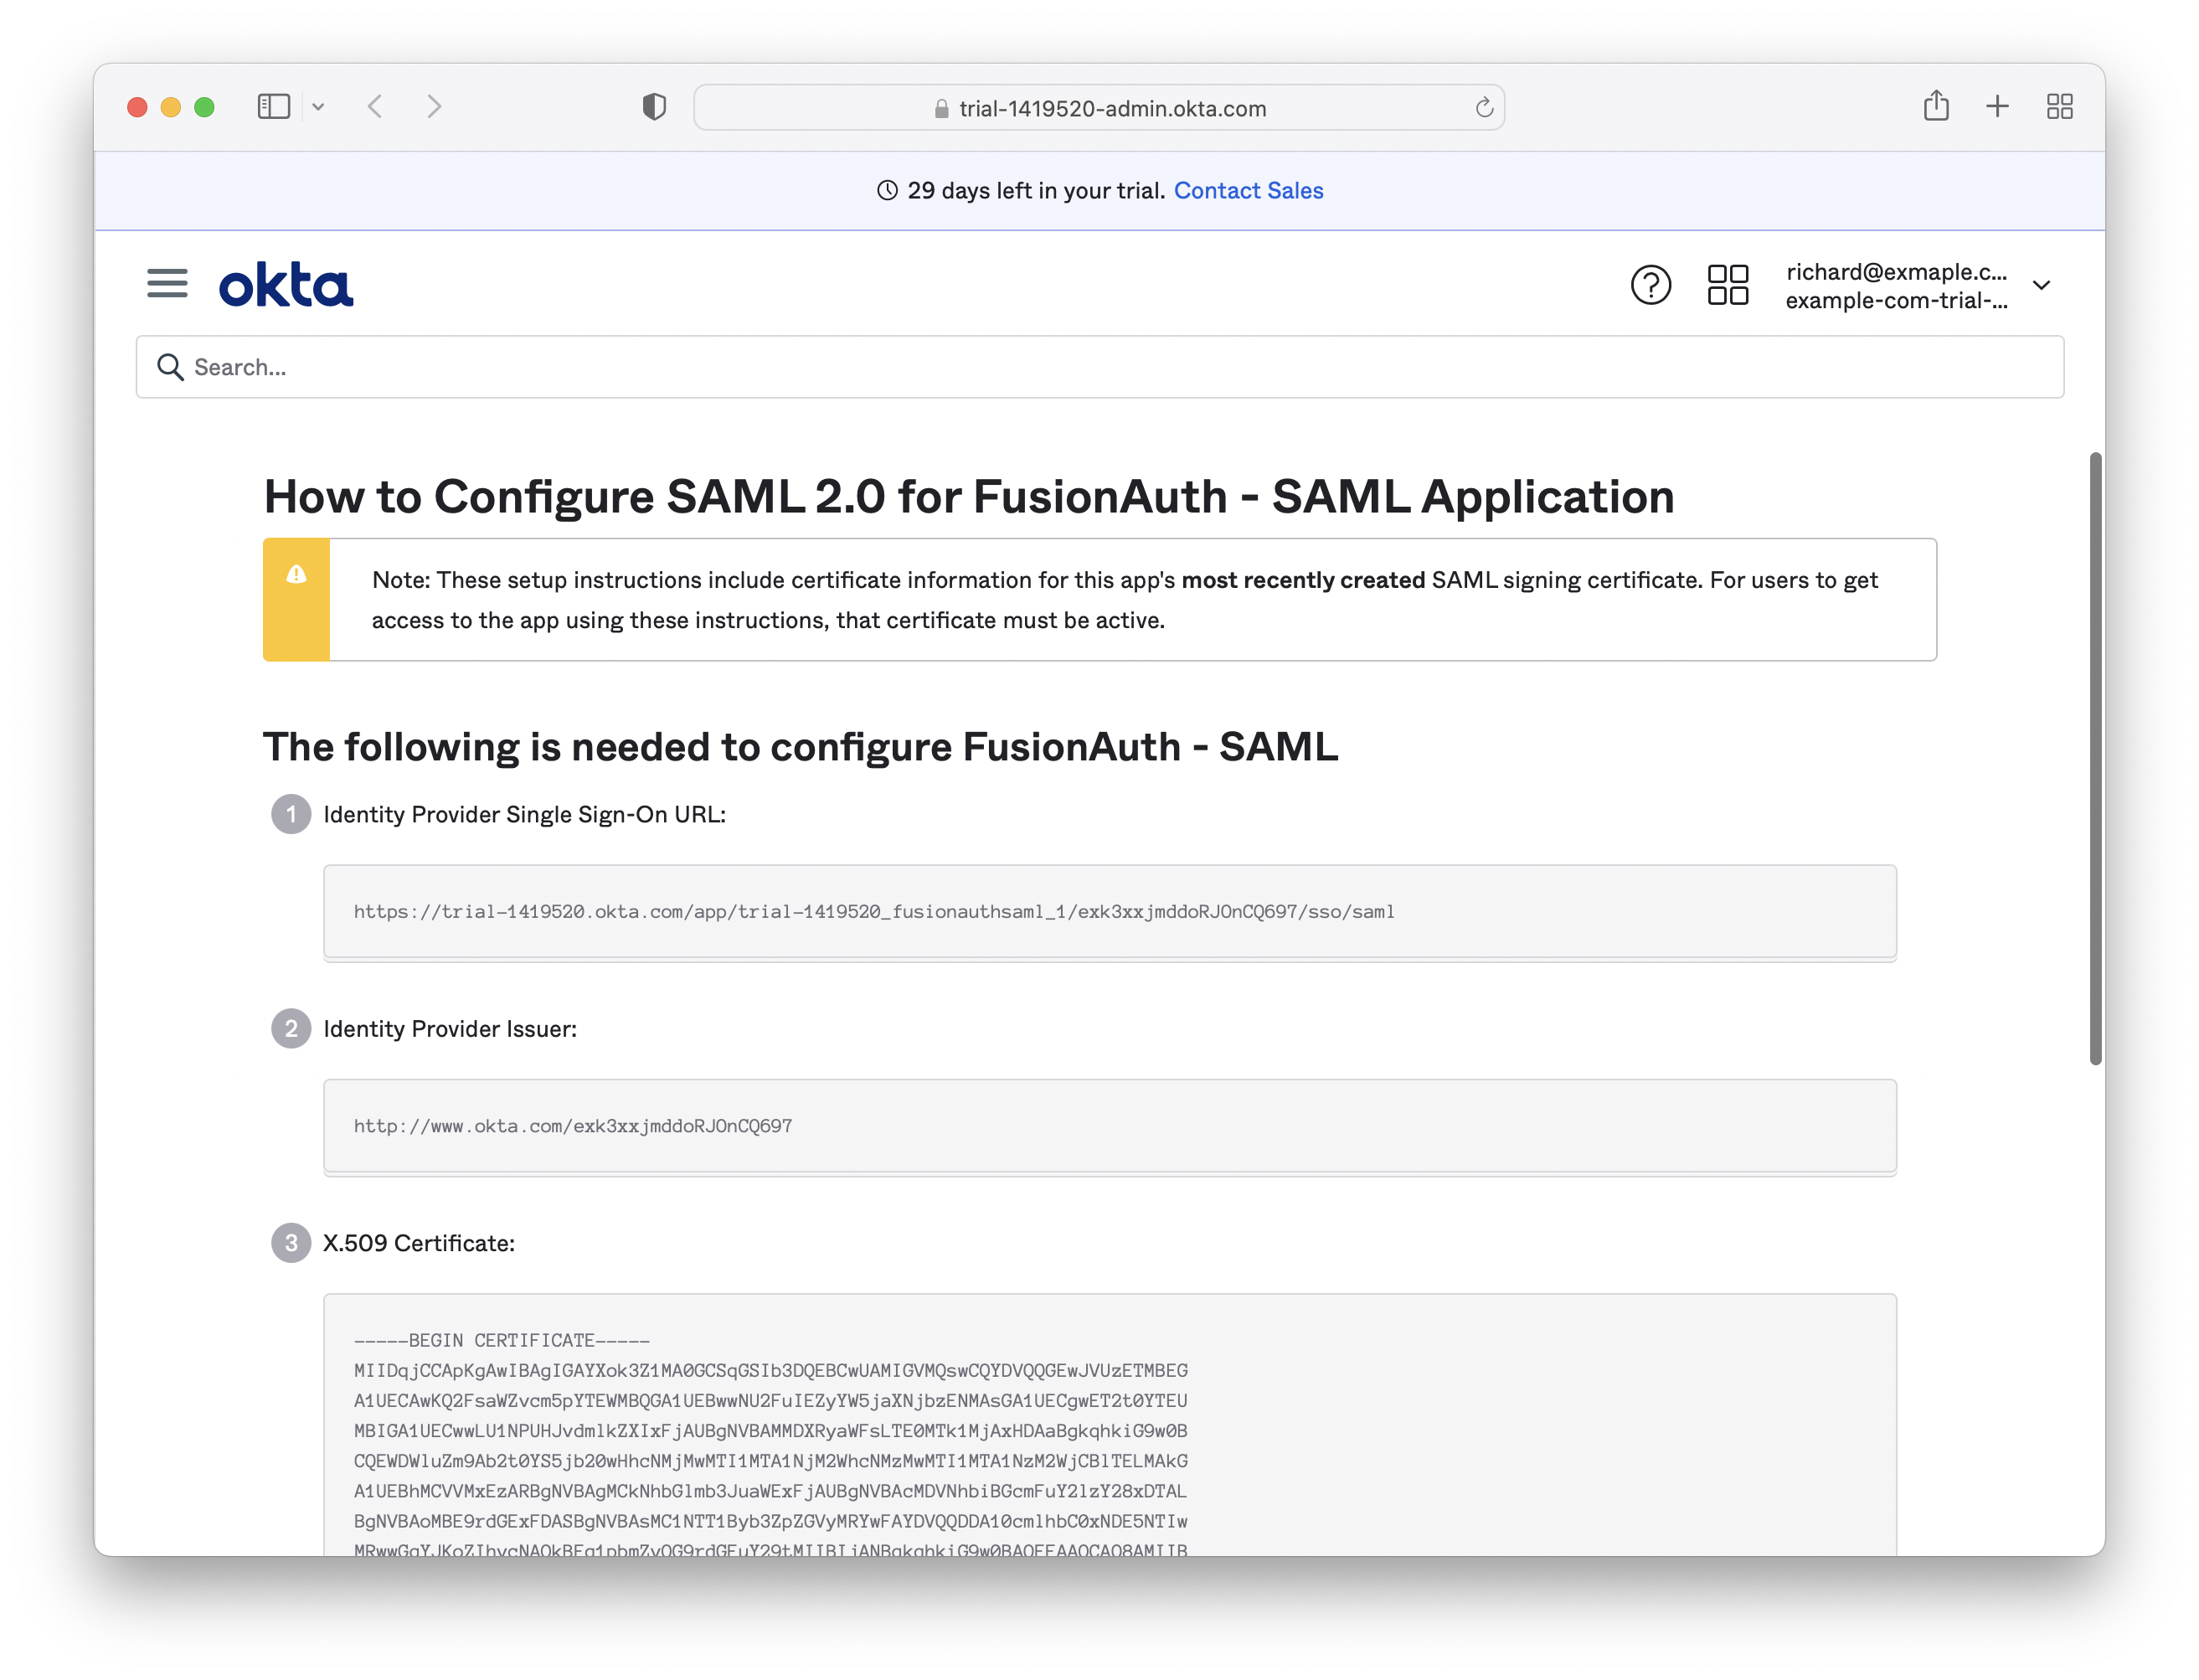 trial-1419520-admin.okta.com
29 days left in your trial. Contact Sales
okta
richard@exmaple.c...
example-com-trial-...
Search...
How to Configure SAML 2.0 for FusionAuth - SAML Application
Note: These setup instructions include certificate information for this app's most recently created SAML signing certificate. For users to get
access to the app using these instructions, that certificate must be active.
The following is needed to configure FusionAuth - SAML
1 Identity Provider Single Sign-On URL:
https://trial-1419520.okta.com/app/trial-1419520_fusionauthsaml_1/exk3xxjmddoRJOnCQ697/sso/saml
2 Identity Provider Issuer:
http://www.okta.com/exk3xxjmddoRJOnCQ697
3 X.509 Certificate:
-----BEGIN CERTIFICATE-----
MIIDqjCCApKgAwIBAgIGAYXok3Z1MA0GCSqGSIb3DQEBCwUAMIGVMQswCQYDVQQGEwJVUzETMBEG
A1UECAwKQ2FsaWZvcm5pYTEWMBQGA1UEBwwNU2FuIEZyYW5jaXNjbzENMAsGA1UECgwET2t0YTEU
MBIGA1UECwwLU1NPUHJvdmlkZXIxFjAUBgNVBAMMDXRyaWFsLTE0MTk1MjAxHDAaBgkqhkiG9w0B
CQEWDWluZm9Ab2t0YS5jb20wHhcNMjMwMTI1MTA1NjM2WhcNMzMwMTI1MTA1NzM2WjCBlTELMAkG
A1UEBhMCVVMxEzARBgNVBAgMCkNhbGlmb3JuaWExFjAUBgNVBAcMDVNhbiBGcmFuY2lzY28xDTAL
BgNVBAoMBE9rdGExFDASBgNVBAsMC1NTT1Byb3ZpZGVyMRYwFAYDVQQDDA10cmlhbC0xNDE5NTIw